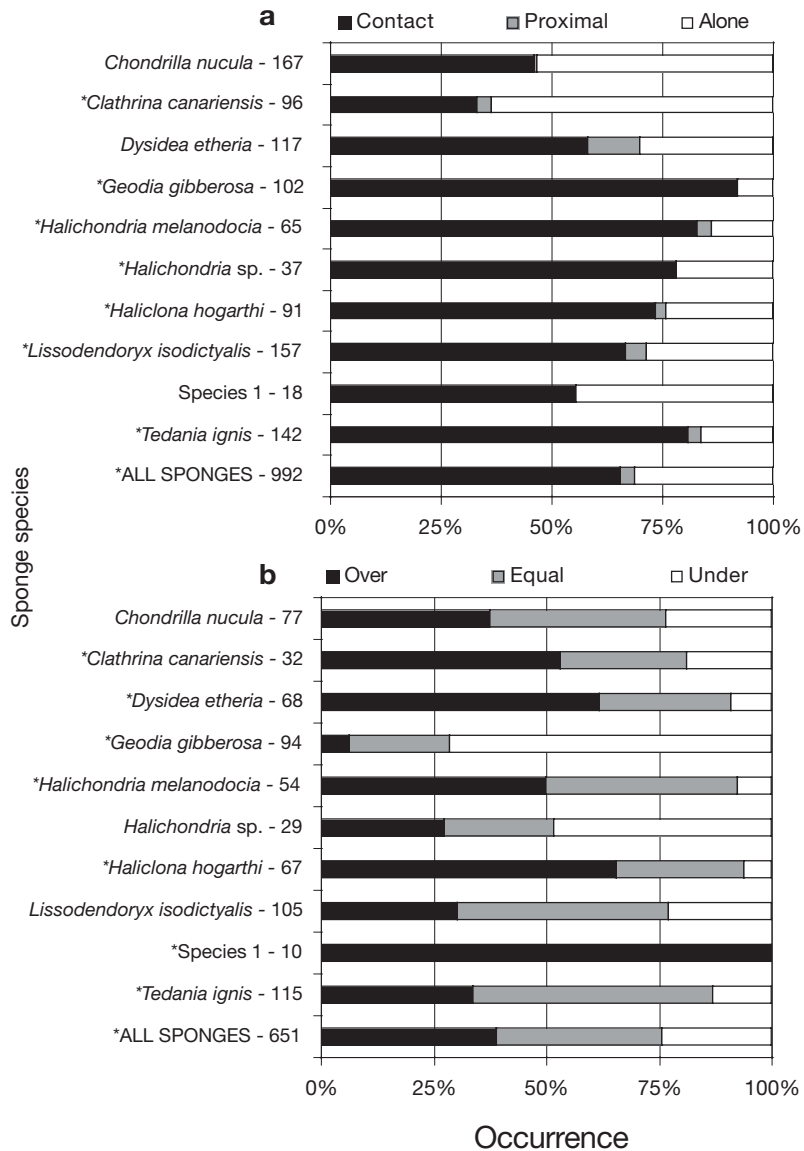 a
Contact Proximal Alone
Chondrilla nucula - 167
*Clathrina canariensis - 96
Dysidea etheria - 117
*Geodia gibberosa - 102
*Halichondria melanodocia - 65
*Halichondria sp. - 37
*Haliclona hogarthi - 91
*Lissodendoryx isodictyalis - 157
Species 1 - 18
*Tedania ignis - 142
*ALL SPONGES - 992
0% 25% 50% 75% 100%
Sponge species
b
Over Equal Under
Chondrilla nucula - 77
*Clathrina canariensis - 32
*Dysidea etheria - 68
*Geodia gibberosa - 94
*Halichondria melanodocia - 54
Halichondria sp. - 29
*Haliclona hogarthi - 67
Lissodendoryx isodictyalis - 105
*Species 1 - 10
*Tedania ignis - 115
*ALL SPONGES - 651
0% 25% 50% 75% 100%
Occurrence